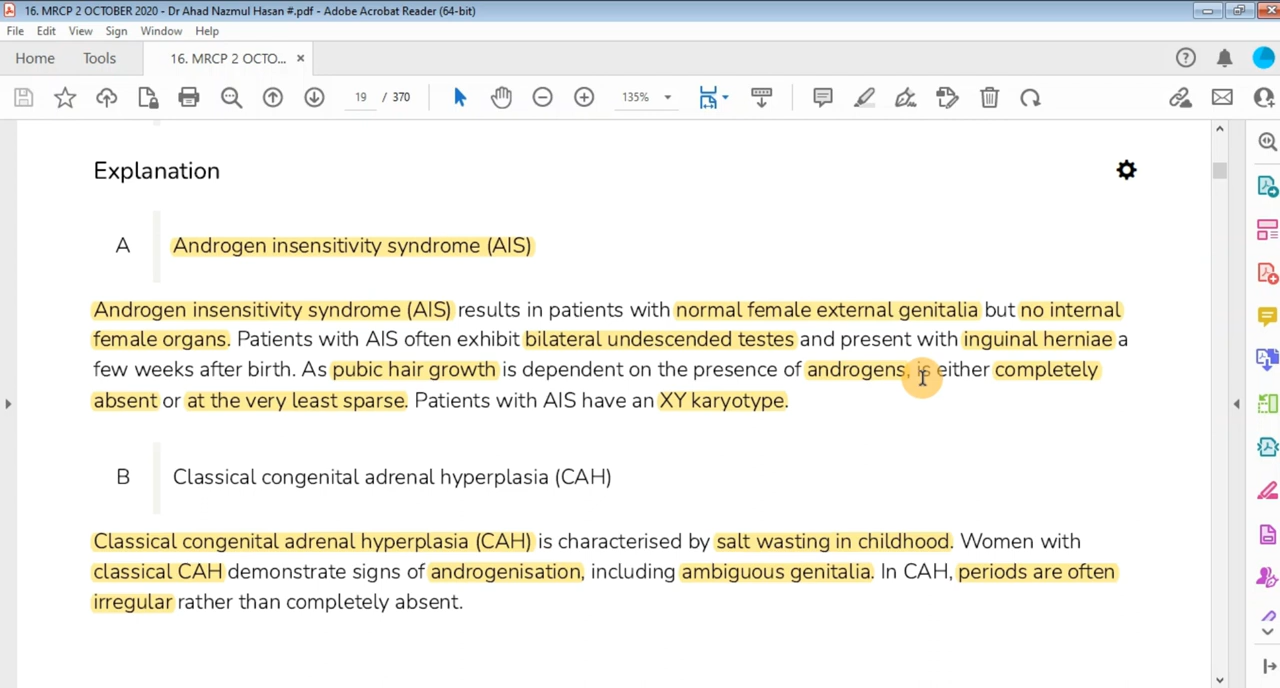 16. MRCP 2 OCTOBER 2020 - Dr Ahad Nazmul Hasan #.pdf - Adobe Acrobat Reader (64-bit)
File Edit View Sign Window Help
Home Tools 16. MRCP 2 OCTO... ×
19 / 370 135%
Explanation
A Androgen insensitivity syndrome (AIS)
Androgen insensitivity syndrome (AIS) results in patients with normal female external genitalia but no internal
female organs. Patients with AIS often exhibit bilateral undescended testes and present with inguinal herniae a
few weeks after birth. As pubic hair growth is dependent on the presence of androgens, is either completely
absent or at the very least sparse. Patients with AIS have an XY karyotype.
B Classical congenital adrenal hyperplasia (CAH)
Classical congenital adrenal hyperplasia (CAH) is characterised by salt wasting in childhood. Women with
classical CAH demonstrate signs of androgenisation, including ambiguous genitalia. In CAH, periods are often
irregular rather than completely absent.